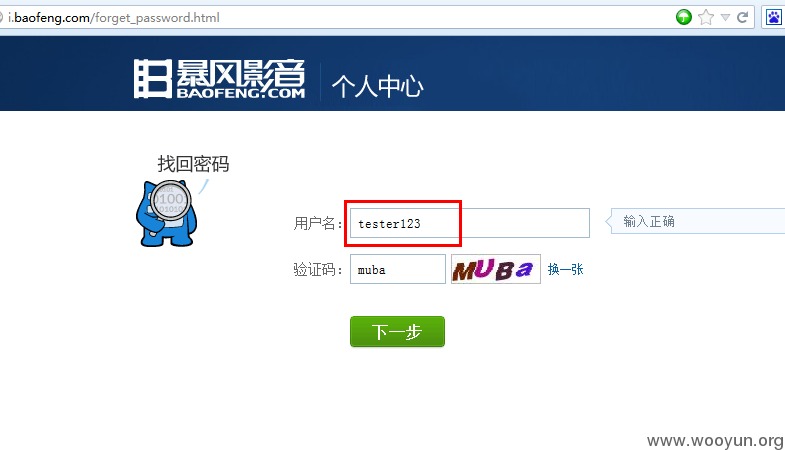 i.baofeng.com/forget_password.html
暴风影音
BAOFENG.COM
个人中心
找回密码
用户名： tester123 输入正确
验证码： muba MUBa 换一张
下一步
www.wooyun.org